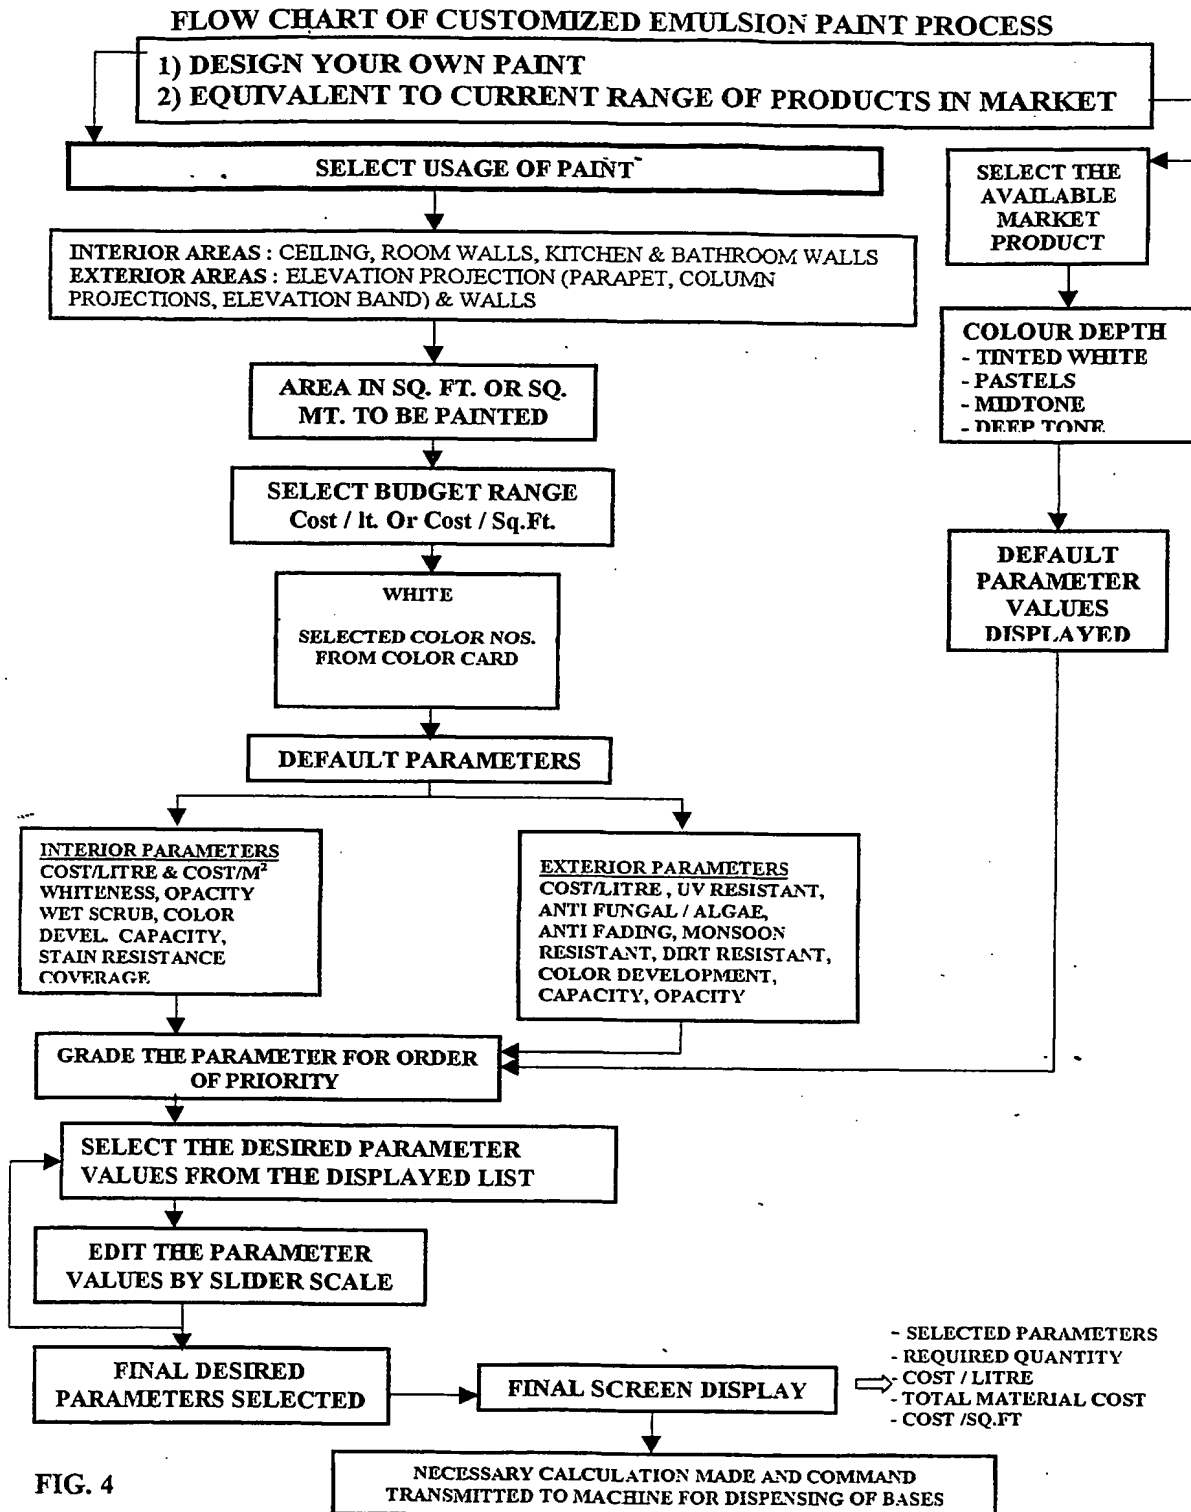 FLOW CHART OF CUSTOMIZED EMULSION PAINT PROCESS
1) DESIGN YOUR OWN PAINT
2) EQUIVALENT TO CURRENT RANGE OF PRODUCTS IN MARKET
SELECT USAGE OF PAINT
INTERIOR AREAS : CEILING, ROOM WALLS, KITCHEN & BATHROOM WALLS
EXTERIOR AREAS : ELEVATION PROJECTION (PARAPET, COLUMN
PROJECTIONS, ELEVATION BAND) & WALLS
AREA IN SQ. FT. OR SQ.
MT. TO BE PAINTED
SELECT BUDGET RANGE
Cost / lt. Or Cost / Sq.Ft.
WHITE
SELECTED COLOR NOS.
FROM COLOR CARD
DEFAULT PARAMETERS
SELECT THE
AVAILABLE
MARKET
PRODUCT
COLOUR DEPTH
- TINTED WHITE
- PASTELS
- MIDTONE
- DEEP TONE
DEFAULT
PARAMETER
VALUES
DISPLAYED
INTERIOR PARAMETERS
COST/LITRE & COST/M²
WHITENESS, OPACITY
WET SCRUB, COLOR
DEVEL. CAPACITY,
STAIN RESISTANCE
COVERAGE
EXTERIOR PARAMETERS
COST/LITRE , UV RESISTANT,
ANTI FUNGAL / ALGAE,
ANTI FADING, MONSOON
RESISTANT, DIRT RESISTANT,
COLOR DEVELOPMENT,
CAPACITY, OPACITY
GRADE THE PARAMETER FOR ORDER
OF PRIORITY
SELECT THE DESIRED PARAMETER
VALUES FROM THE DISPLAYED LIST
EDIT THE PARAMETER
VALUES BY SLIDER SCALE
FINAL DESIRED
PARAMETERS SELECTED
FINAL SCREEN DISPLAY
- SELECTED PARAMETERS
- REQUIRED QUANTITY
- COST / LITRE
- TOTAL MATERIAL COST
- COST /SQ.FT
NECESSARY CALCULATION MADE AND COMMAND
TRANSMITTED TO MACHINE FOR DISPENSING OF BASES
FIG. 4